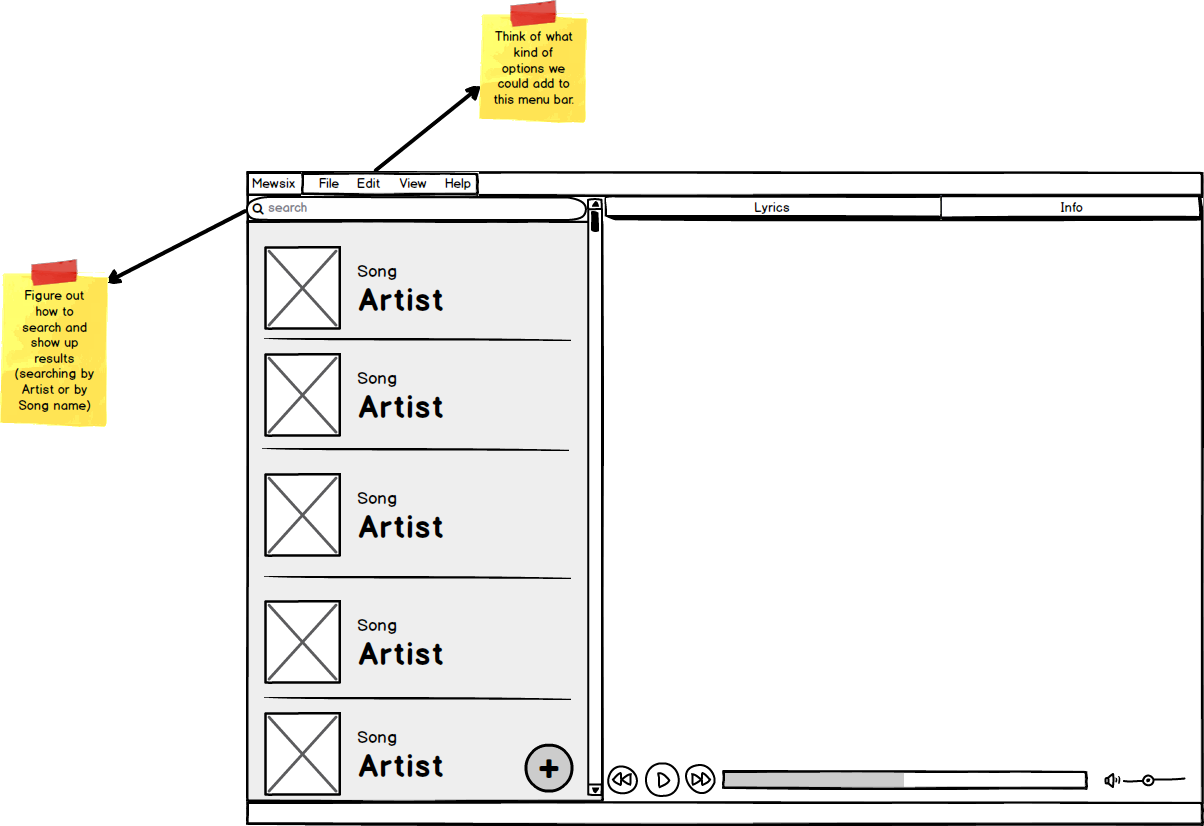 Think of what
kind of
options we
could add to
this menu bar.
Mewsix File Edit View Help
search
Lyrics Info
Figure out
how to
search and
show up
results
(searching by
Artist or by
Song name)
Song
Artist
Song
Artist
Song
Artist
Song
Artist
Song
Artist